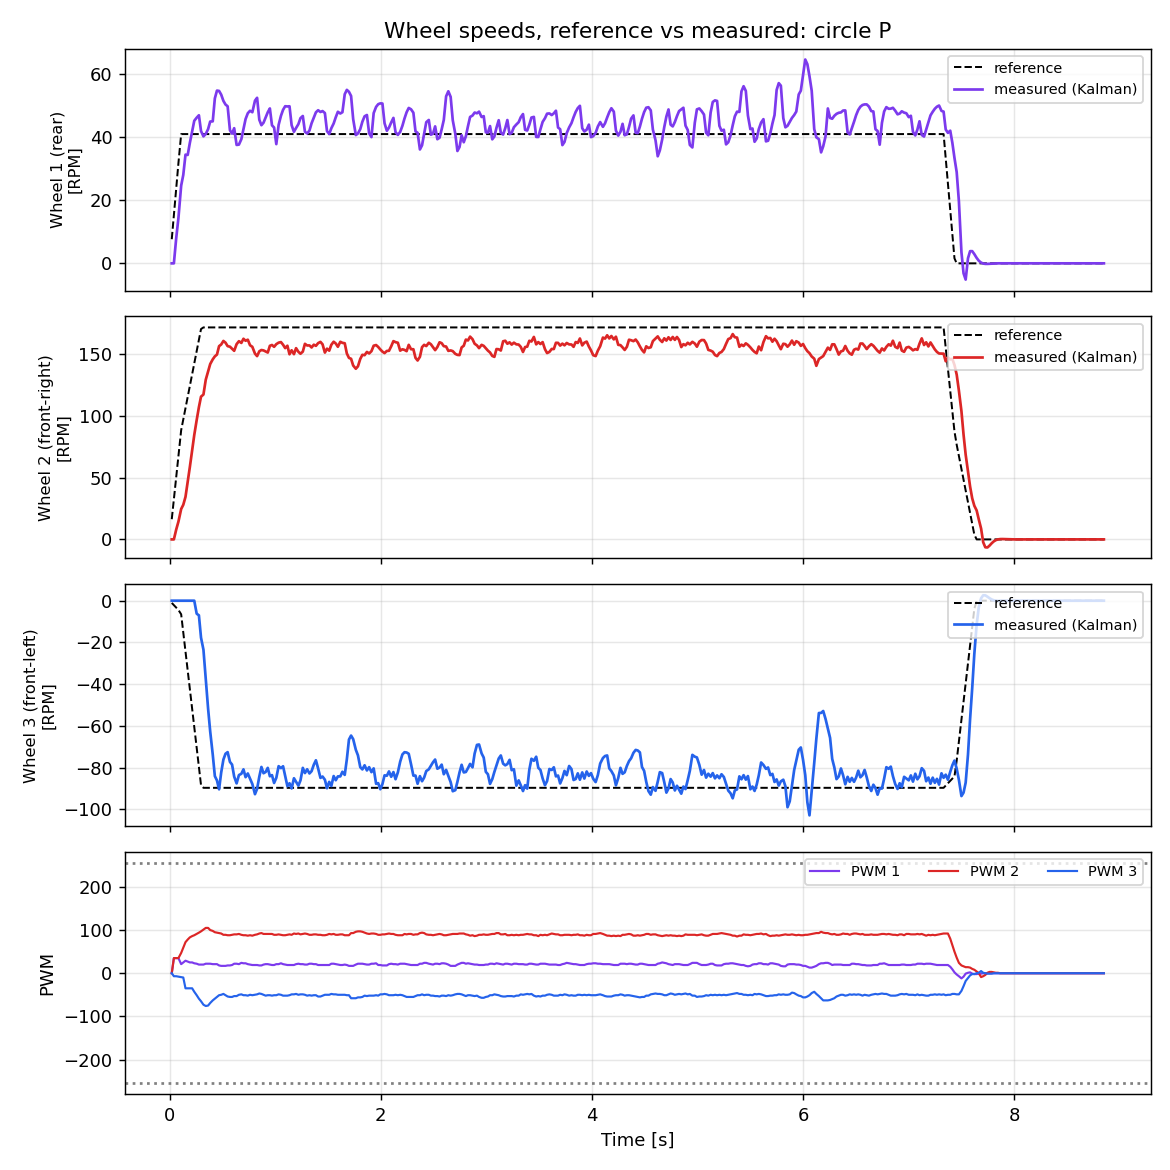 Wheel speeds, reference vs measured: circle P
Wheel 1 (rear)
[RPM]
60
40
20
0
reference
measured (Kalman)
Wheel 2 (front-right)
[RPM]
150
100
50
0
reference
measured (Kalman)
Wheel 3 (front-left)
[RPM]
0
−20
−40
−60
−80
−100
reference
measured (Kalman)
PWM
200
100
0
−100
−200
PWM 1
PWM 2
PWM 3
0
2
4
6
8
Time [s]